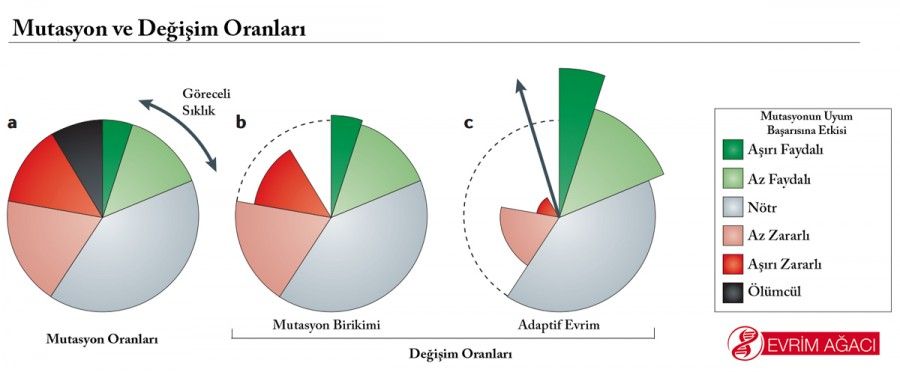 Mutasyon ve Değişim Oranları
Göreceli
Sıklık
a
b
c
Mutasyonun Uyum
Başarısına Etkisi
Aşırı Faydalı
Az Faydalı
Nötr
Az Zararlı
Aşırı Zararlı
Ölümcül
Mutasyon Oranları
Mutasyon Birikimi
Adaptif Evrim
Değişim Oranları
EVRİM AĞACI